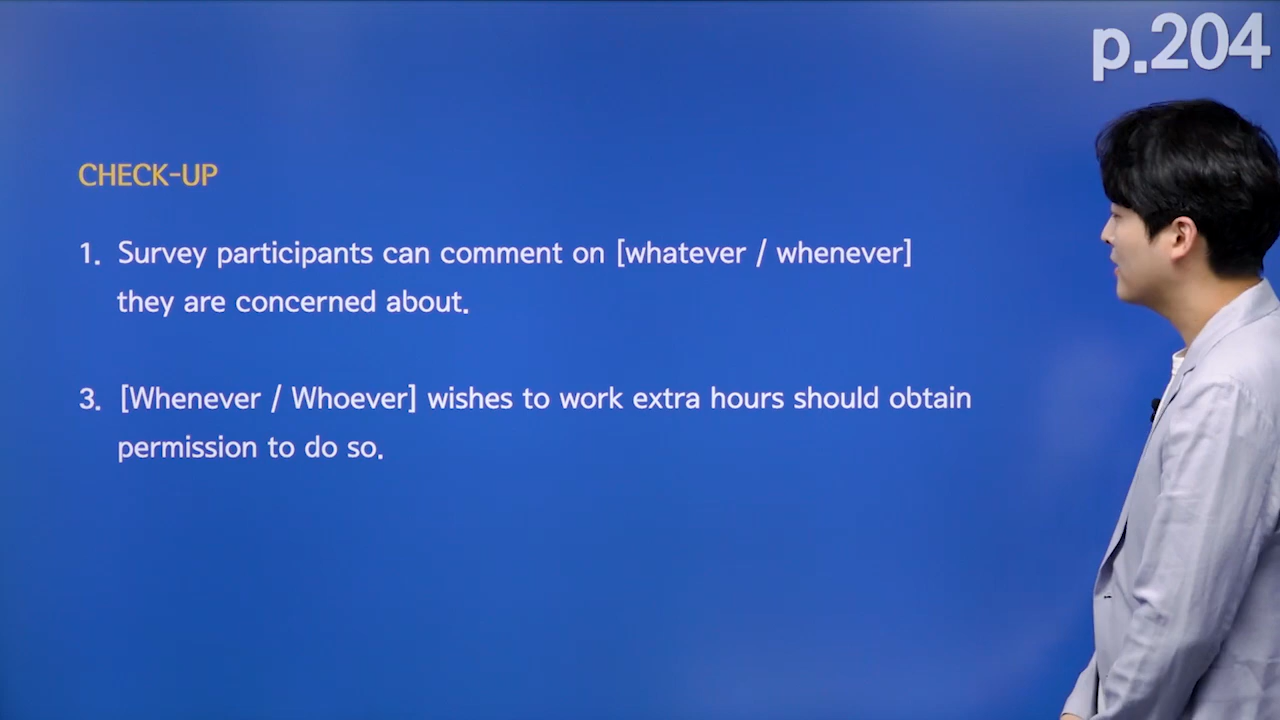 p.204
CHECK-UP
1. Survey participants can comment on [whatever / whenever]
they are concerned about.
3. [Whenever / Whoever] wishes to work extra hours should obtain
permission to do so.